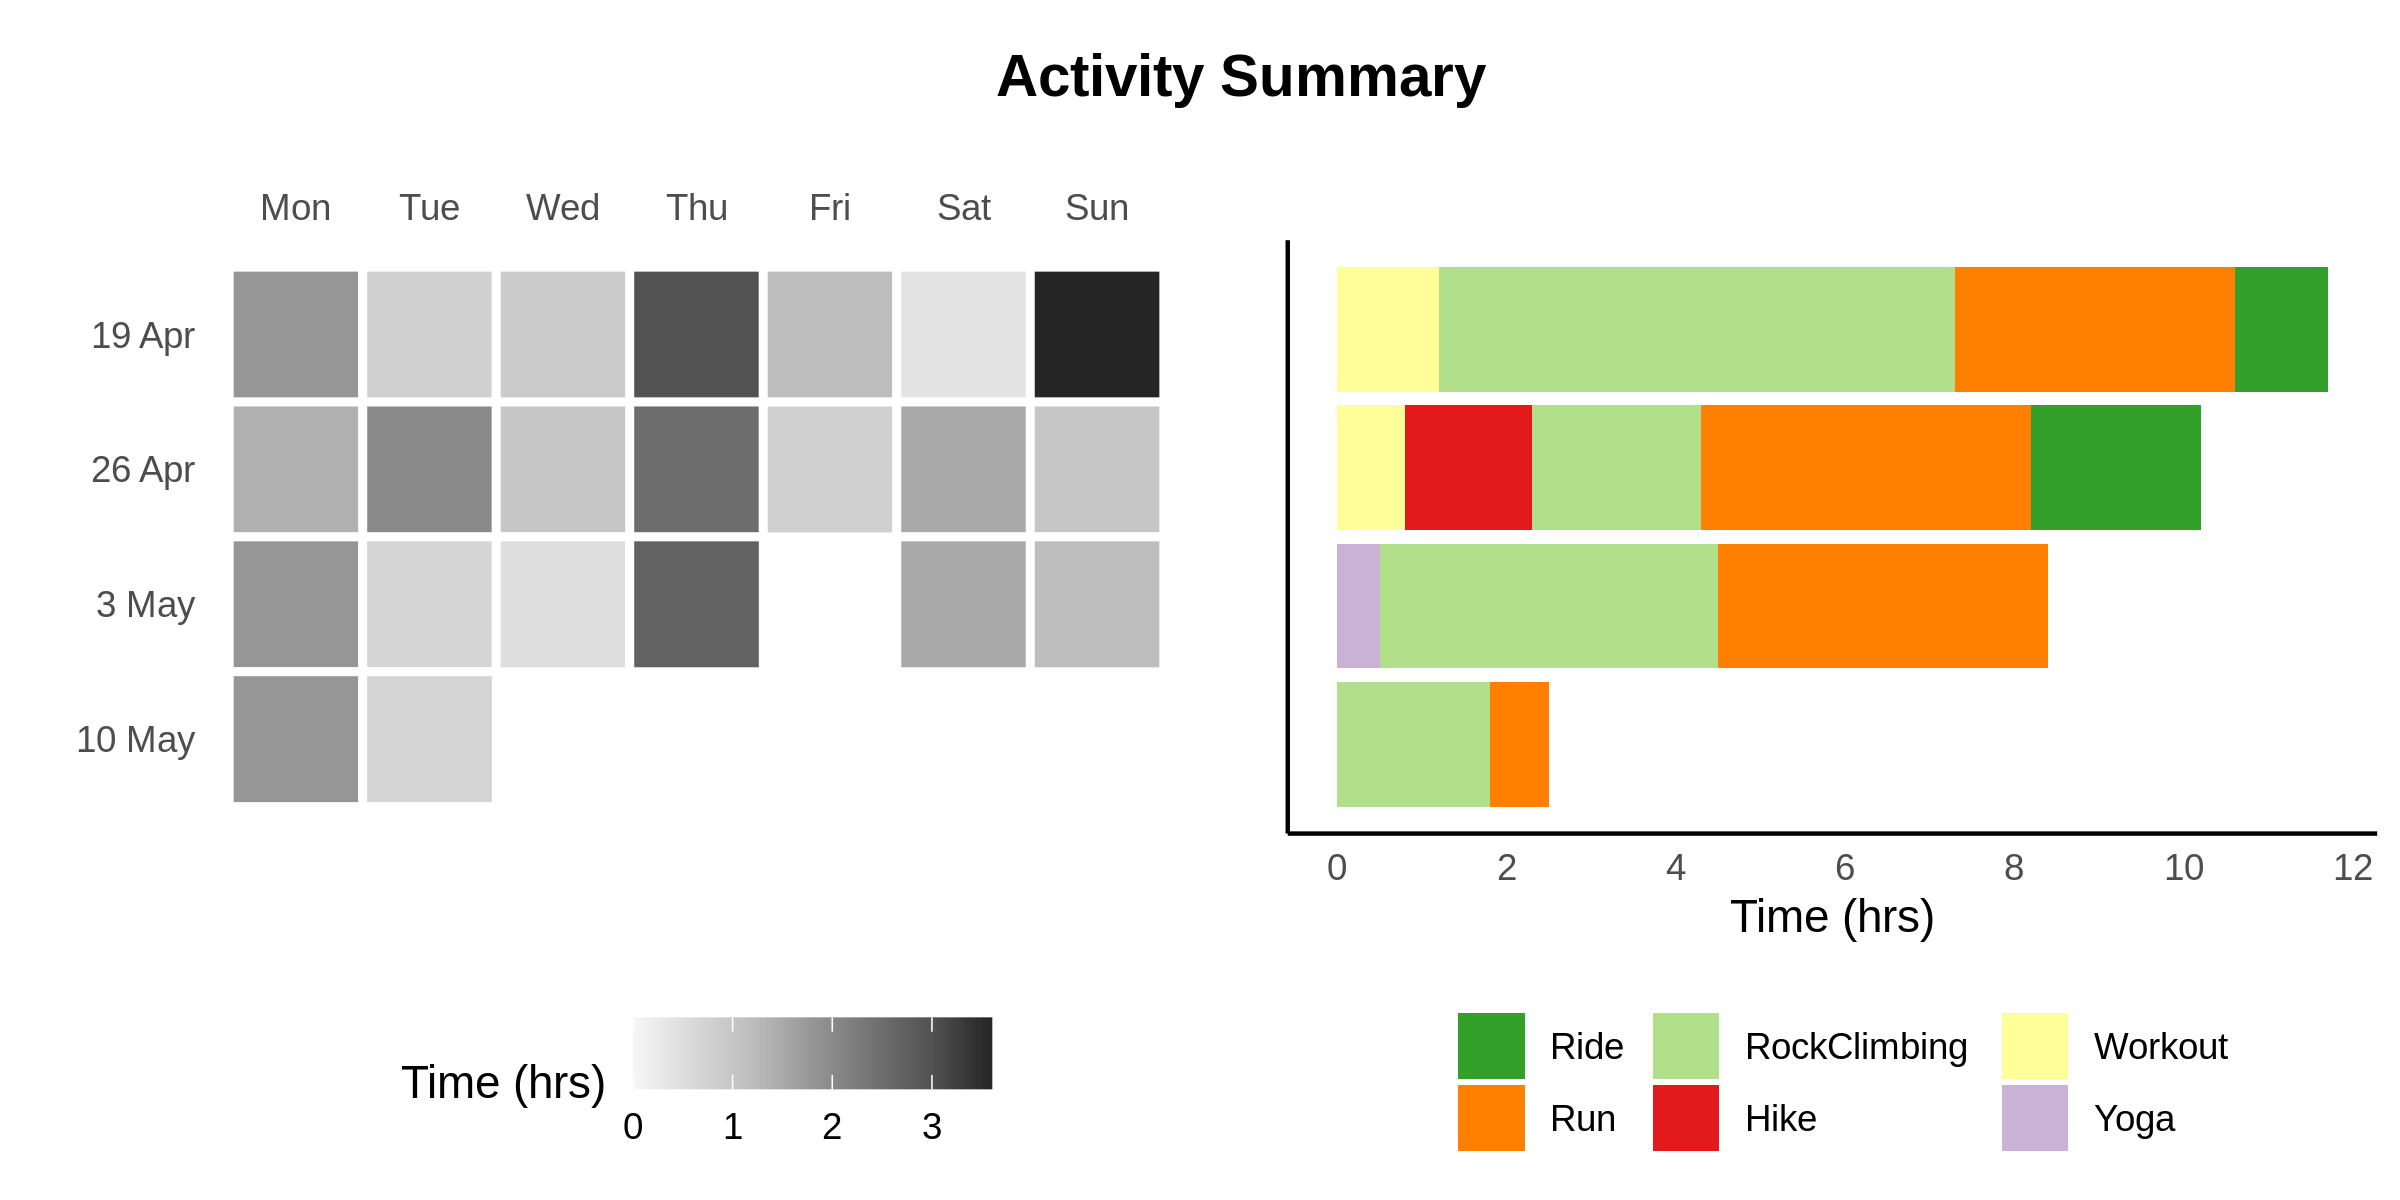 Activity Summary
Mon Tue Wed Thu Fri Sat Sun
19 Apr
26 Apr
3 May
10 May
0 2 4 6 8 10 12
Time (hrs)
Time (hrs)
0 1 2 3
Ride RockClimbing Workout
Run Hike Yoga